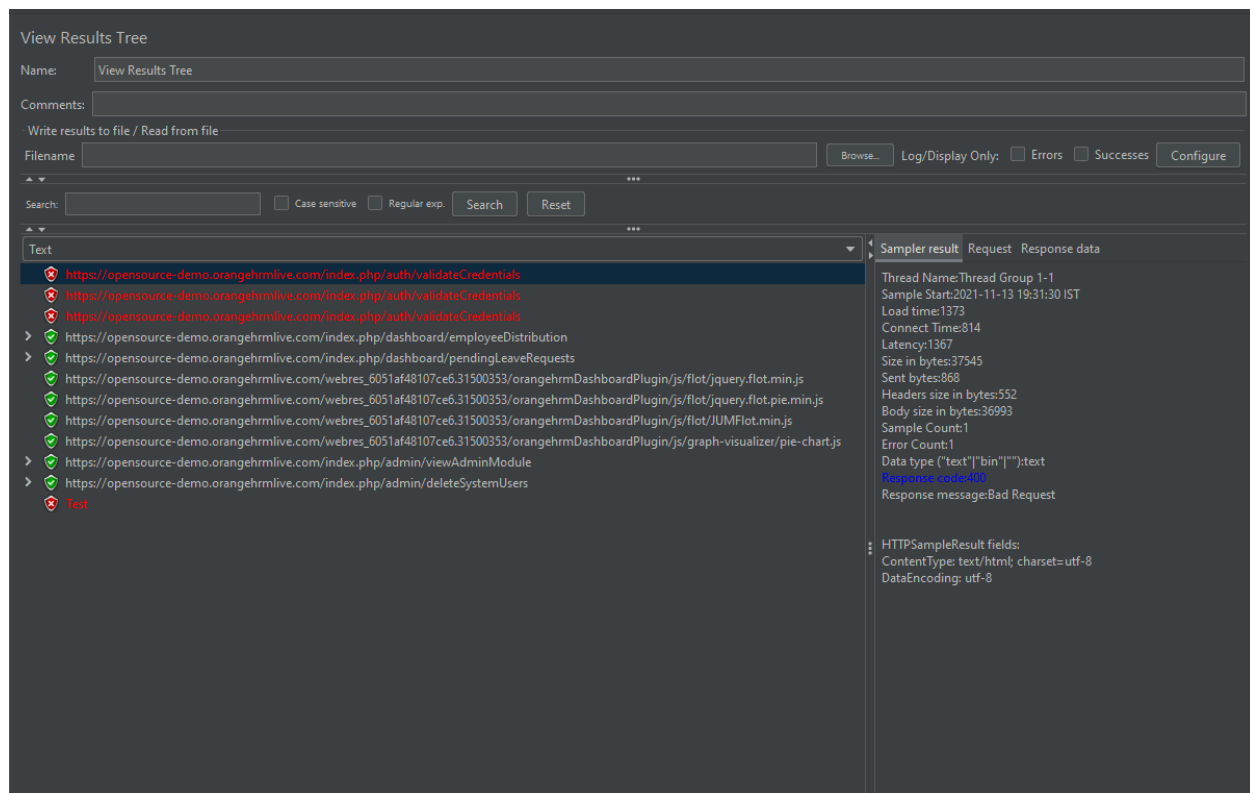 View Results Tree
Name: View Results Tree
Comments:
Write results to file / Read from file
Filename Browse... Log/Display Only: Errors Successes Configure
Search: Case sensitive Regular exp. Search Reset
Text
https://opensource-demo.orangehrmlive.com/index.php/auth/validateCredentials
https://opensource-demo.orangehrmlive.com/index.php/auth/validateCredentials
https://opensource-demo.orangehrmlive.com/index.php/auth/validateCredentials
https://opensource-demo.orangehrmlive.com/index.php/dashboard/employeeDistribution
https://opensource-demo.orangehrmlive.com/index.php/dashboard/pendingLeaveRequests
https://opensource-demo.orangehrmlive.com/webres_6051af48107ce6.31500353/orangehrmDashboardPlugin/js/flot/jquery.flot.min.js
https://opensource-demo.orangehrmlive.com/webres_6051af48107ce6.31500353/orangehrmDashboardPlugin/js/flot/jquery.flot.pie.min.js
https://opensource-demo.orangehrmlive.com/webres_6051af48107ce6.31500353/orangehrmDashboardPlugin/js/flot/JUMFlot.min.js
https://opensource-demo.orangehrmlive.com/webres_6051af48107ce6.31500353/orangehrmDashboardPlugin/js/graph-visualizer/pie-chart.js
https://opensource-demo.orangehrmlive.com/index.php/admin/viewAdminModule
https://opensource-demo.orangehrmlive.com/index.php/admin/deleteSystemUsers
Test
Sampler result Request Response data
Thread Name:Thread Group 1-1
Sample Start:2021-11-13 19:31:30 IST
Load time:1373
Connect Time:814
Latency:1367
Size in bytes:37545
Sent bytes:868
Headers size in bytes:552
Body size in bytes:36993
Sample Count:1
Error Count:1
Data type ("text"|"bin"|""):text
Response code:400
Response message:Bad Request
HTTPSampleResult fields:
ContentType: text/html; charset=utf-8
DataEncoding: utf-8